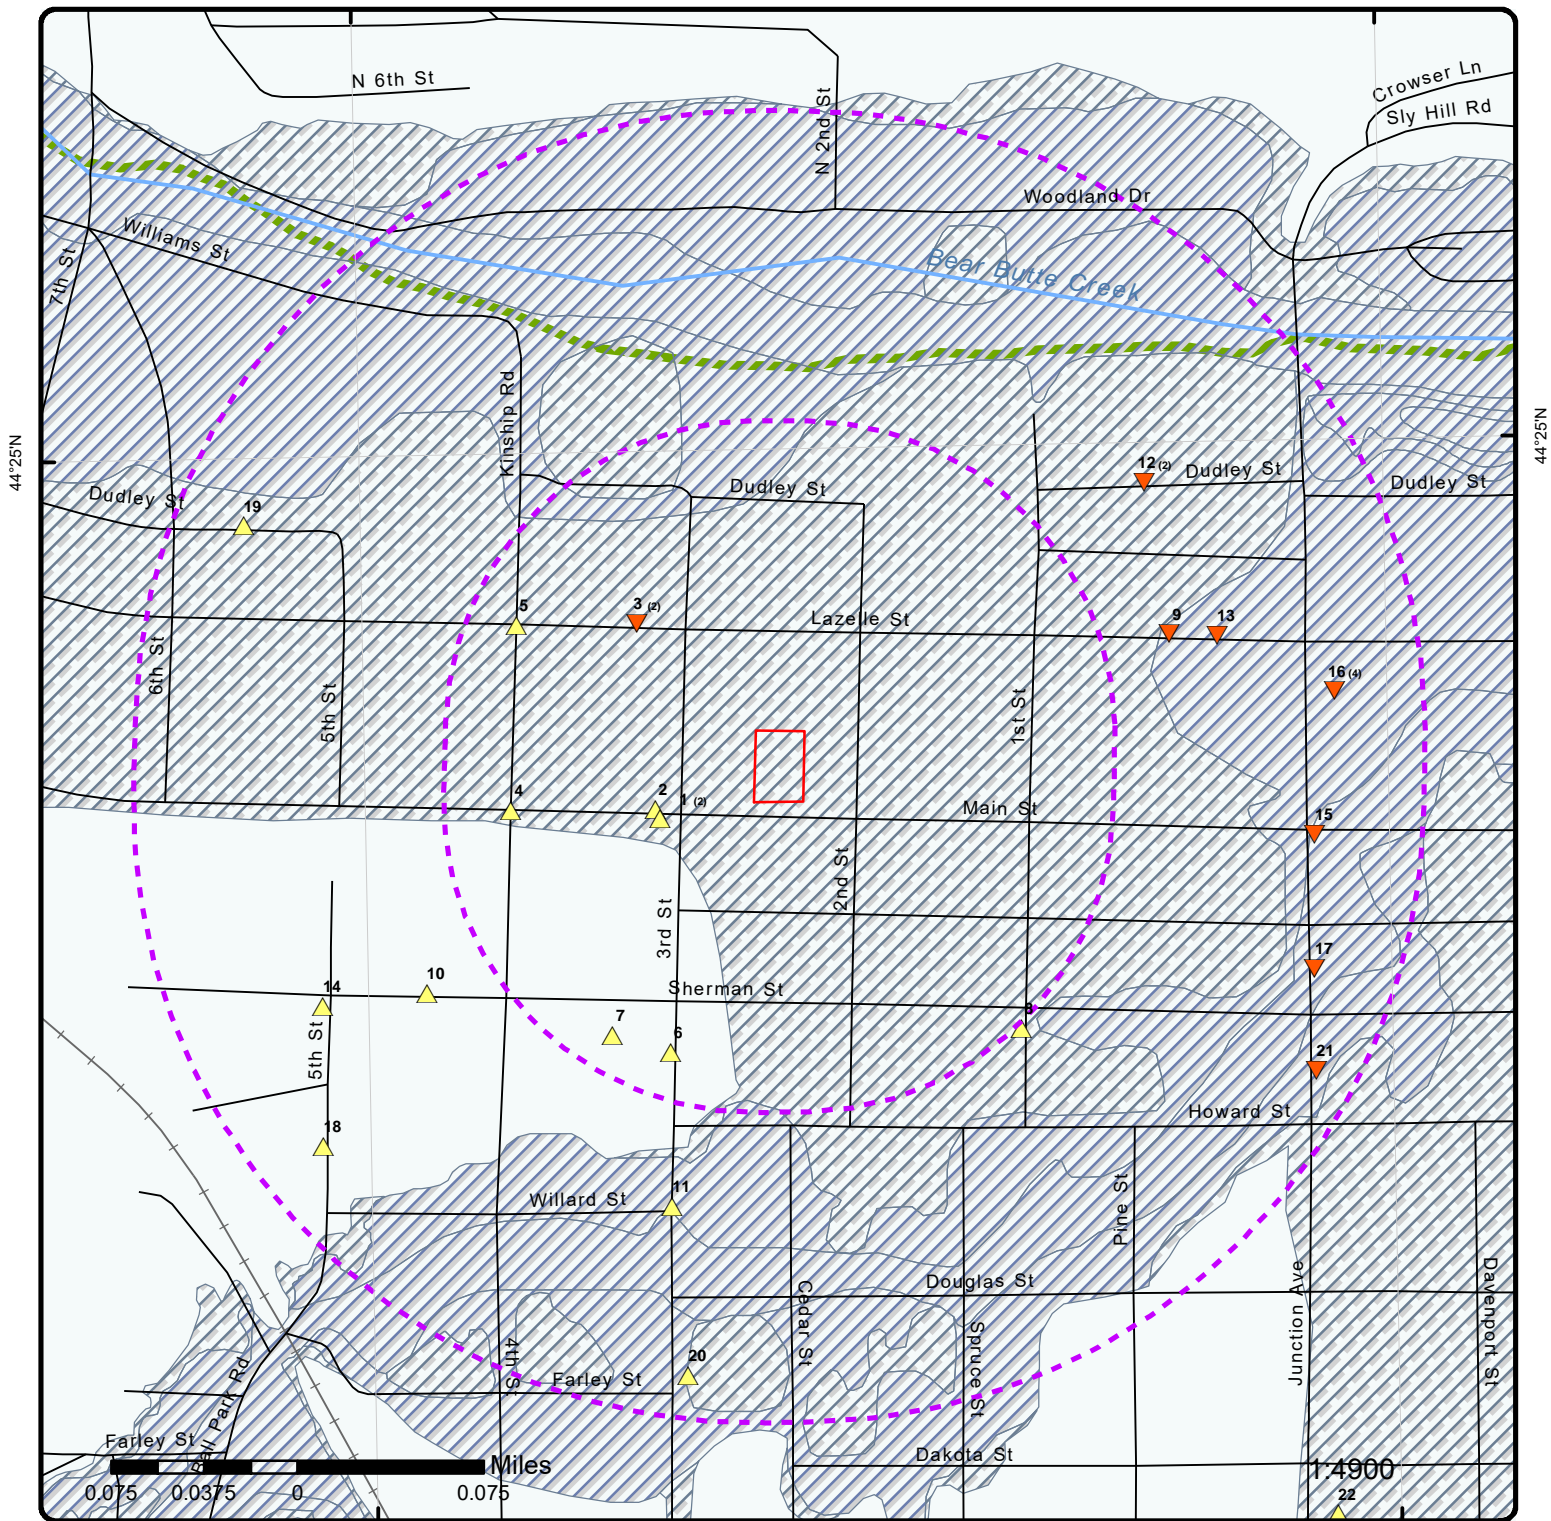 N 6th St
Crowser Ln
Sly Hill Rd
N 2nd St
Woodland Dr
Williams St
7th St
Bear Butte Creek
Kinship Rd
44°25N
44°25N
12 (2)
Dudley St
Dudley St
Dudley St
Dudley St
19
5
3 (2)
Lazelle St
9
13
6th St
5th St
1st St
16 (4)
4
2
1 (2)
Main St
15
2nd St
3rd St
17
14
10
Sherman St
7
6
8
5th St
21
Howard St
18
11
Willard St
Pine St
Douglas St
Cedar St
Spruce St
Junction Ave
Davenport St
4th St
20
Farley St
Ball Park Rd
Farley St
Dakota St
Miles
1:4900
0.075
0.0375
0
0.075
22